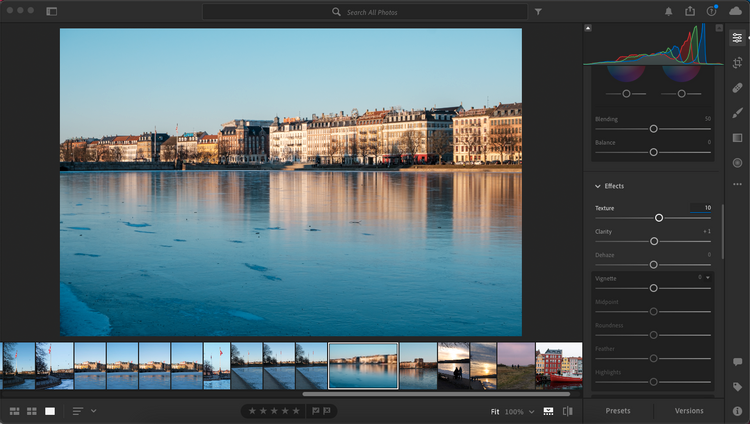 Search All Photos
Blending 50
Balance 0
Effects
Texture 10
Clarity + 1
Dehaze 0
Vignette 0
Midpoint
Roundness
Feather
Highlights
Fit 100%
Presets Versions